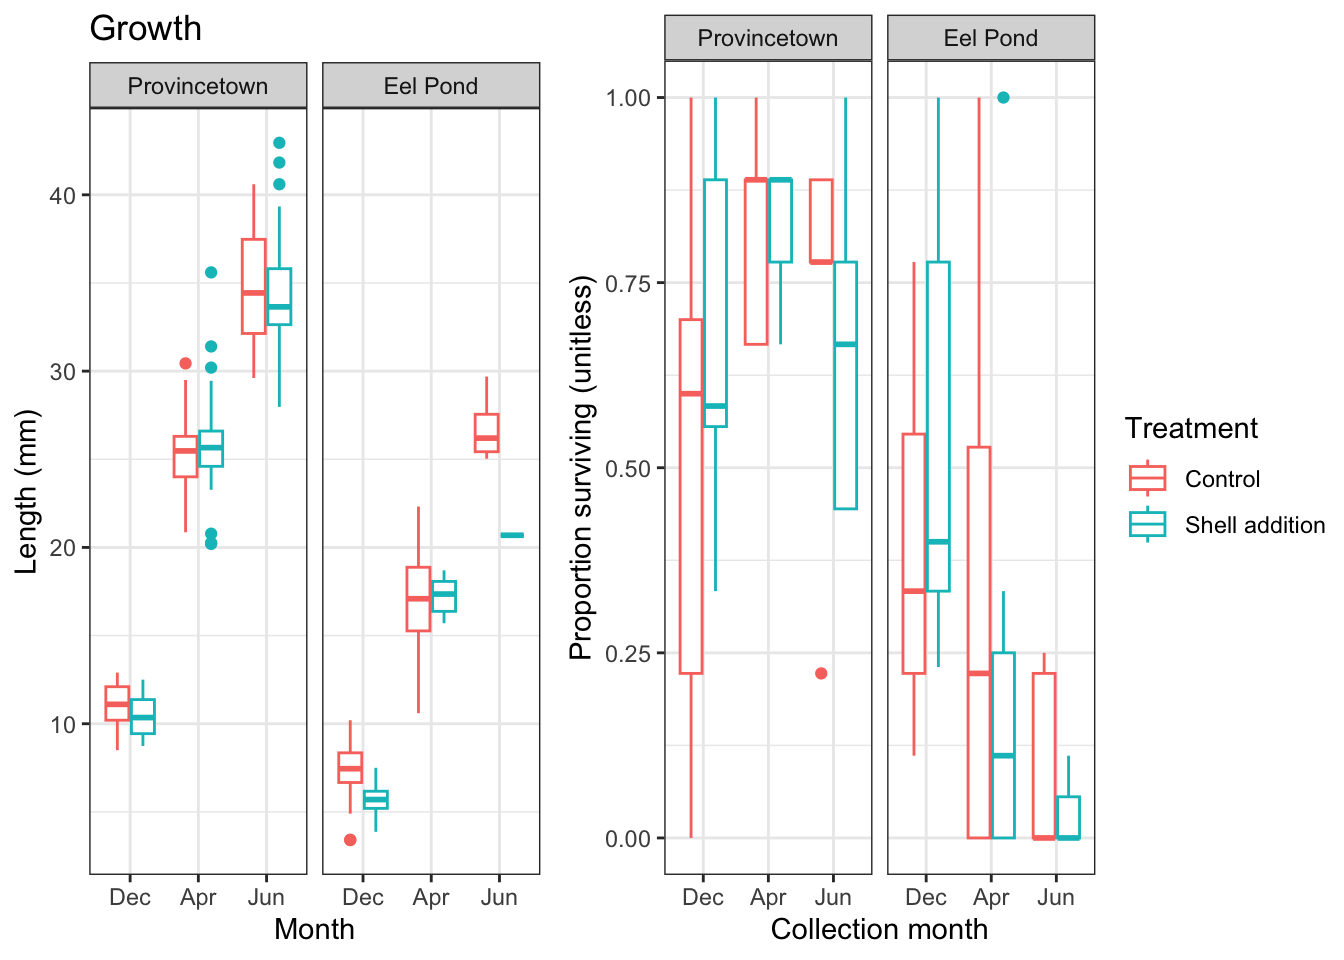 Growth
Provincetown
Eel Pond
Length (mm)
40
30
20
10
Dec Apr Jun
Dec Apr Jun
Month
Provincetown
Eel Pond
Proportion surviving (unitless)
1.00
0.75
0.50
0.25
0.00
Dec Apr Jun
Dec Apr Jun
Collection month
Treatment
Control
Shell addition